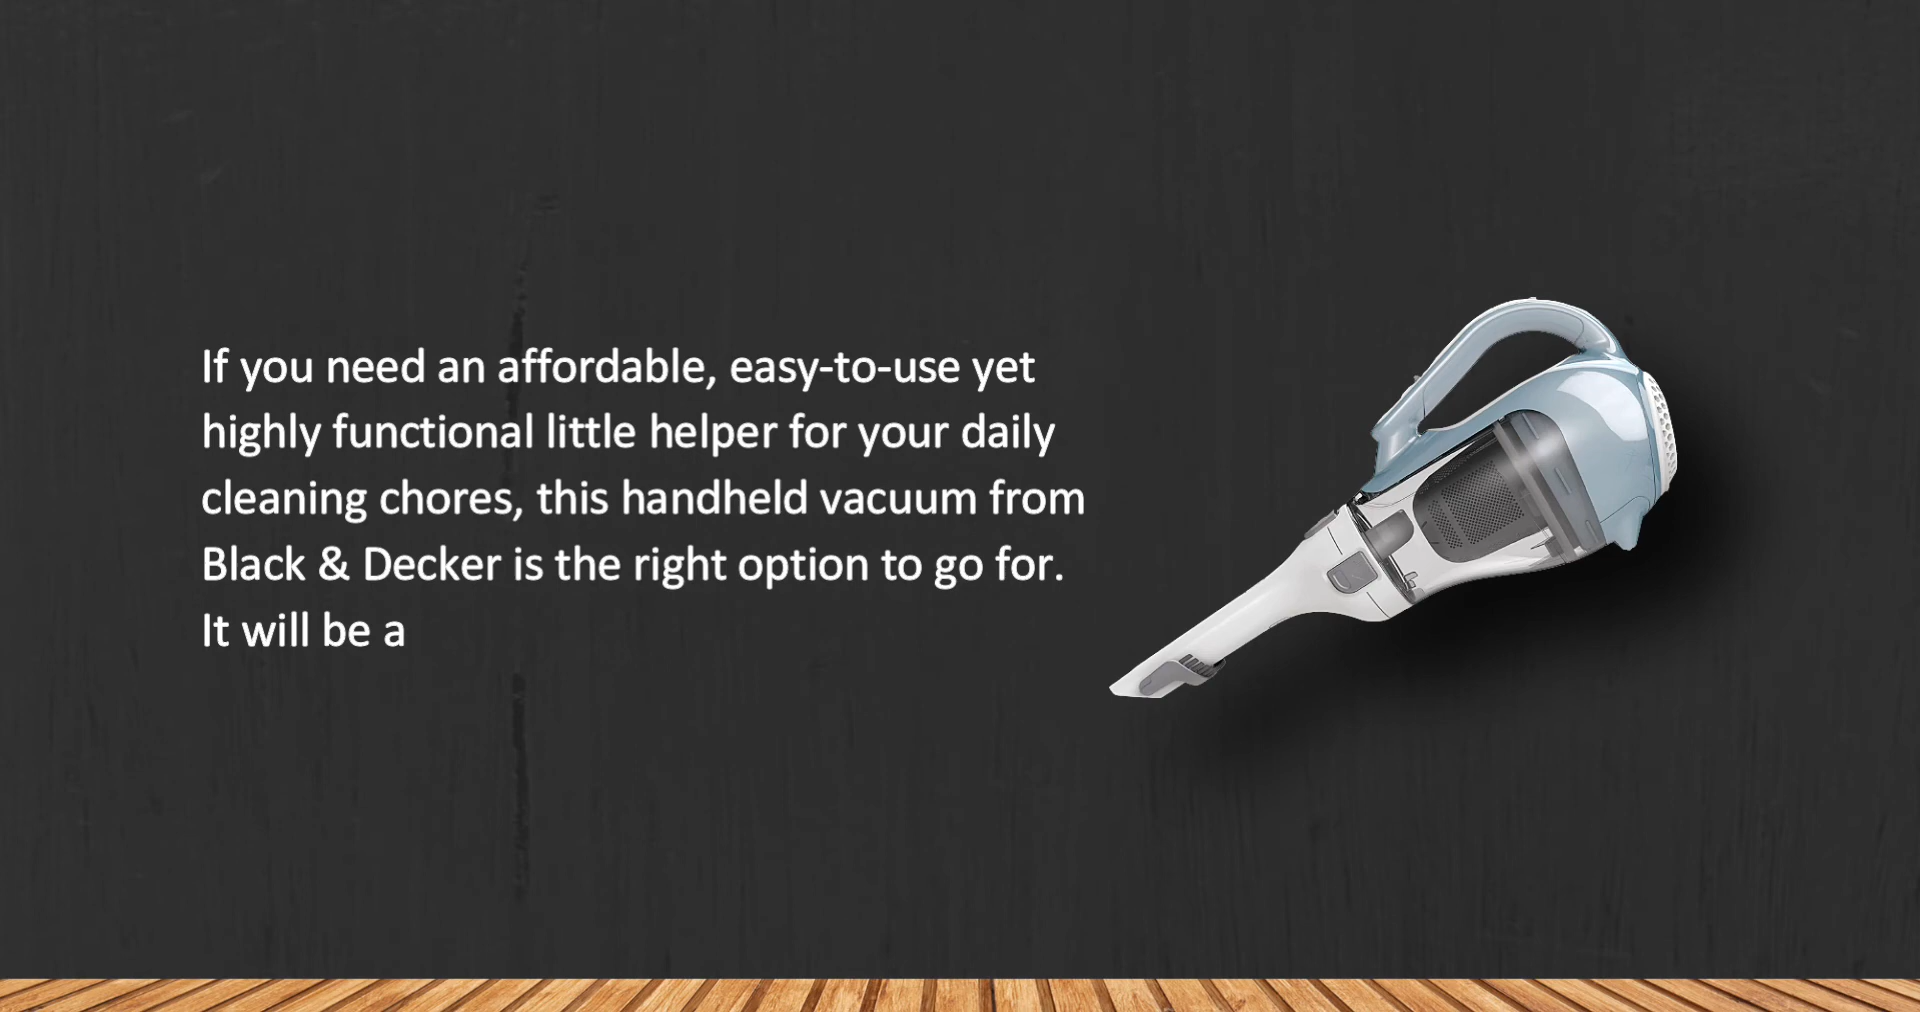 If you need an affordable, easy-to-use yet
highly functional little helper for your daily
cleaning chores, this handheld vacuum from
Black & Decker is the right option to go for.
It will be a